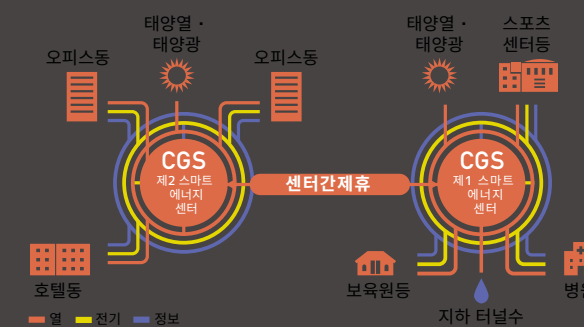 태양열 ·
태양광
오피스동
오피스동
CGS
제2 스마트
에너지
센터
호텔동
센터간제휴
태양열 ·
태양광
스포츠
센터등
CGS
제1 스마트
에너지
센터
보육원등
지하 터널수
열 전기 정보